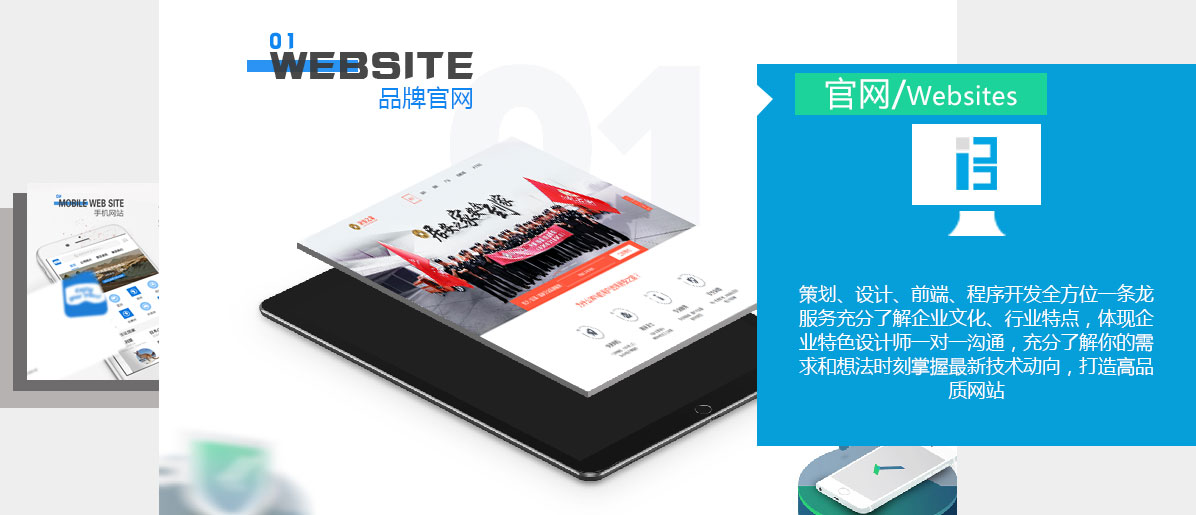 01
WEBSITE
品牌官网
01
官网/Websites
策划、设计、前端、程序开发全方位一条龙
服务充分了解企业文化、行业特点，体现企
业特色设计师一对一沟通，充分了解你的需
求和想法时刻掌握最新技术动向，打造高品
质网站
MOBILE WEB SITE
手机网站